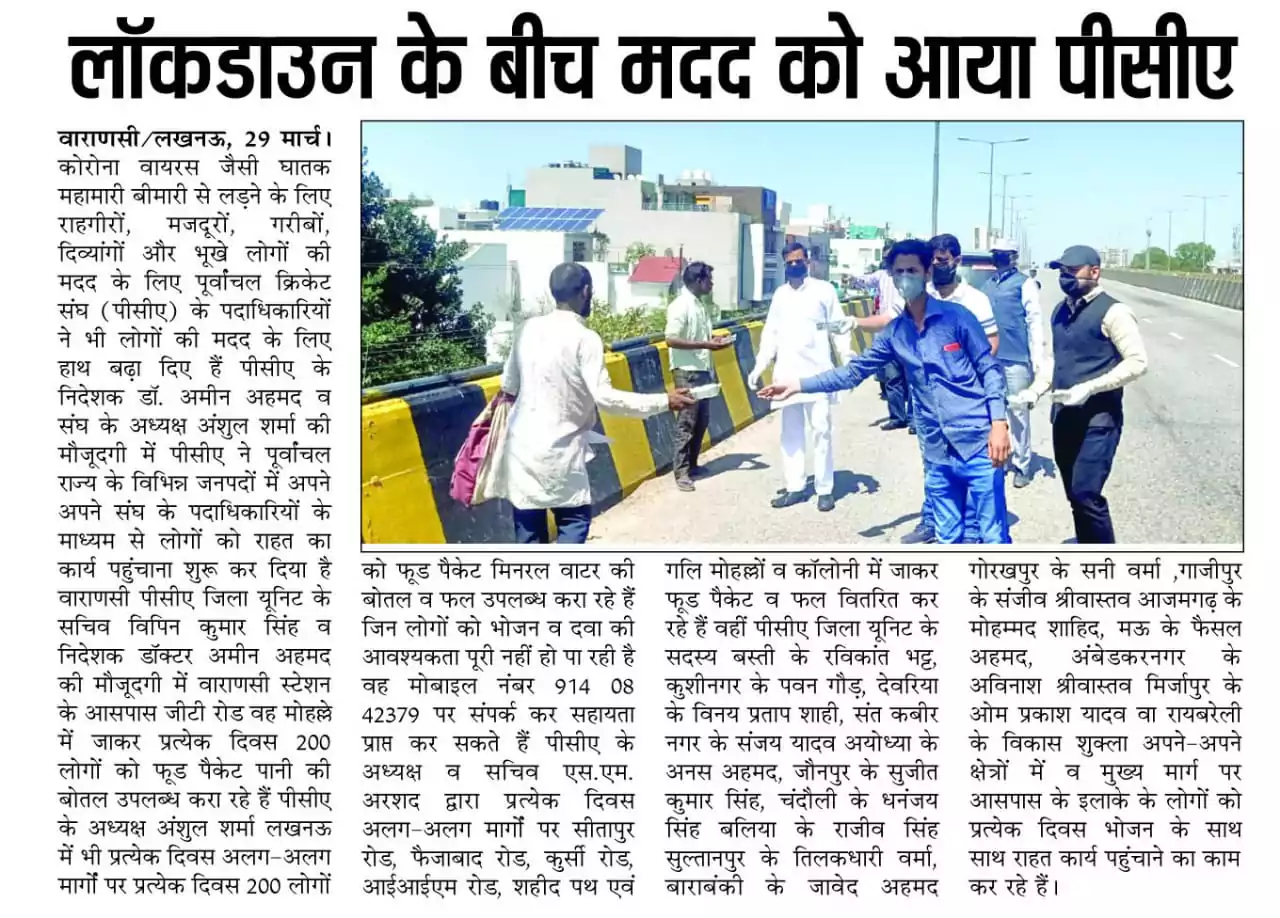 लॉकडाउन के बीच मदद को आया पीसीए
वाराणसी/लखनऊ, 29 मार्च।
कोरोना वायरस जैसी घातक
महामारी बीमारी से लड़ने के लिए
राहगीरों, मजदूरों, गरीबों,
दिव्यांगों और भूखे लोगों की
मदद के लिए पूर्वांचल क्रिकेट
संघ (पीसीए) के पदाधिकारियों
ने भी लोगों की मदद के लिए
हाथ बढ़ा दिए हैं पीसीए के
निदेशक डॉ. अमीन अहमद व
संघ के अध्यक्ष अंशुल शर्मा की
मौजूदगी में पीसीए ने पूर्वांचल
राज्य के विभिन्न जनपदों में अपने
अपने संघ के पदाधिकारियों के
माध्यम से लोगों को राहत का
कार्य पहुंचाना शुरू कर दिया है
वाराणसी पीसीए जिला यूनिट के
सचिव विपिन कुमार सिंह व
निदेशक डॉक्टर अमीन अहमद
की मौजूदगी में वाराणसी स्टेशन
के आसपास जीटी रोड वह मोहल्ले
में जाकर प्रत्येक दिवस 200
लोगों को फूड पैकेट पानी की
बोतल उपलब्ध करा रहे हैं पीसीए
के अध्यक्ष अंशुल शर्मा लखनऊ
में भी प्रत्येक दिवस अलग-अलग
मार्गों पर प्रत्येक दिवस 200 लोगों
को फूड पैकेट मिनरल वाटर की
बोतल व फल उपलब्ध करा रहे हैं
जिन लोगों को भोजन व दवा की
आवश्यकता पूरी नहीं हो पा रही है
वह मोबाइल नंबर 914 08
42379 पर संपर्क कर सहायता
प्राप्त कर सकते हैं पीसीए के
अध्यक्ष व सचिव एस.एम.
अरशद द्वारा प्रत्येक दिवस
अलग-अलग मार्गों पर सीतापुर
रोड, फैजाबाद रोड, कुर्सी रोड,
आईआईएम रोड, शहीद पथ एवं
गलि मोहल्लों व कॉलोनी में जाकर
फूड पैकेट व फल वितरित कर
रहे हैं वहीं पीसीए जिला यूनिट के
सदस्य बस्ती के रविकांत भट्ट,
कुशीनगर के पवन गौड़, देवरिया
के विनय प्रताप शाही, संत कबीर
नगर के संजय यादव अयोध्या के
अनस अहमद, जौनपुर के सुजीत
कुमार सिंह, चंदौली के धनंजय
सिंह बलिया के राजीव सिंह
सुल्तानपुर के तिलकधारी वर्मा,
बाराबंकी के जावेद अहमद
गोरखपुर के सनी वर्मा ,गाजीपुर
के संजीव श्रीवास्तव आजमगढ़ के
मोहम्मद शाहिद, मऊ के फैसल
अहमद, अंबेडकरनगर के
अविनाश श्रीवास्तव मिर्जापुर के
ओम प्रकाश यादव वा रायबरेली
के विकास शुक्ला अपने-अपने
क्षेत्रों में व मुख्य मार्ग पर
आसपास के इलाके के लोगों को
प्रत्येक दिवस भोजन के साथ
साथ राहत कार्य पहुंचाने का काम
कर रहे हैं।